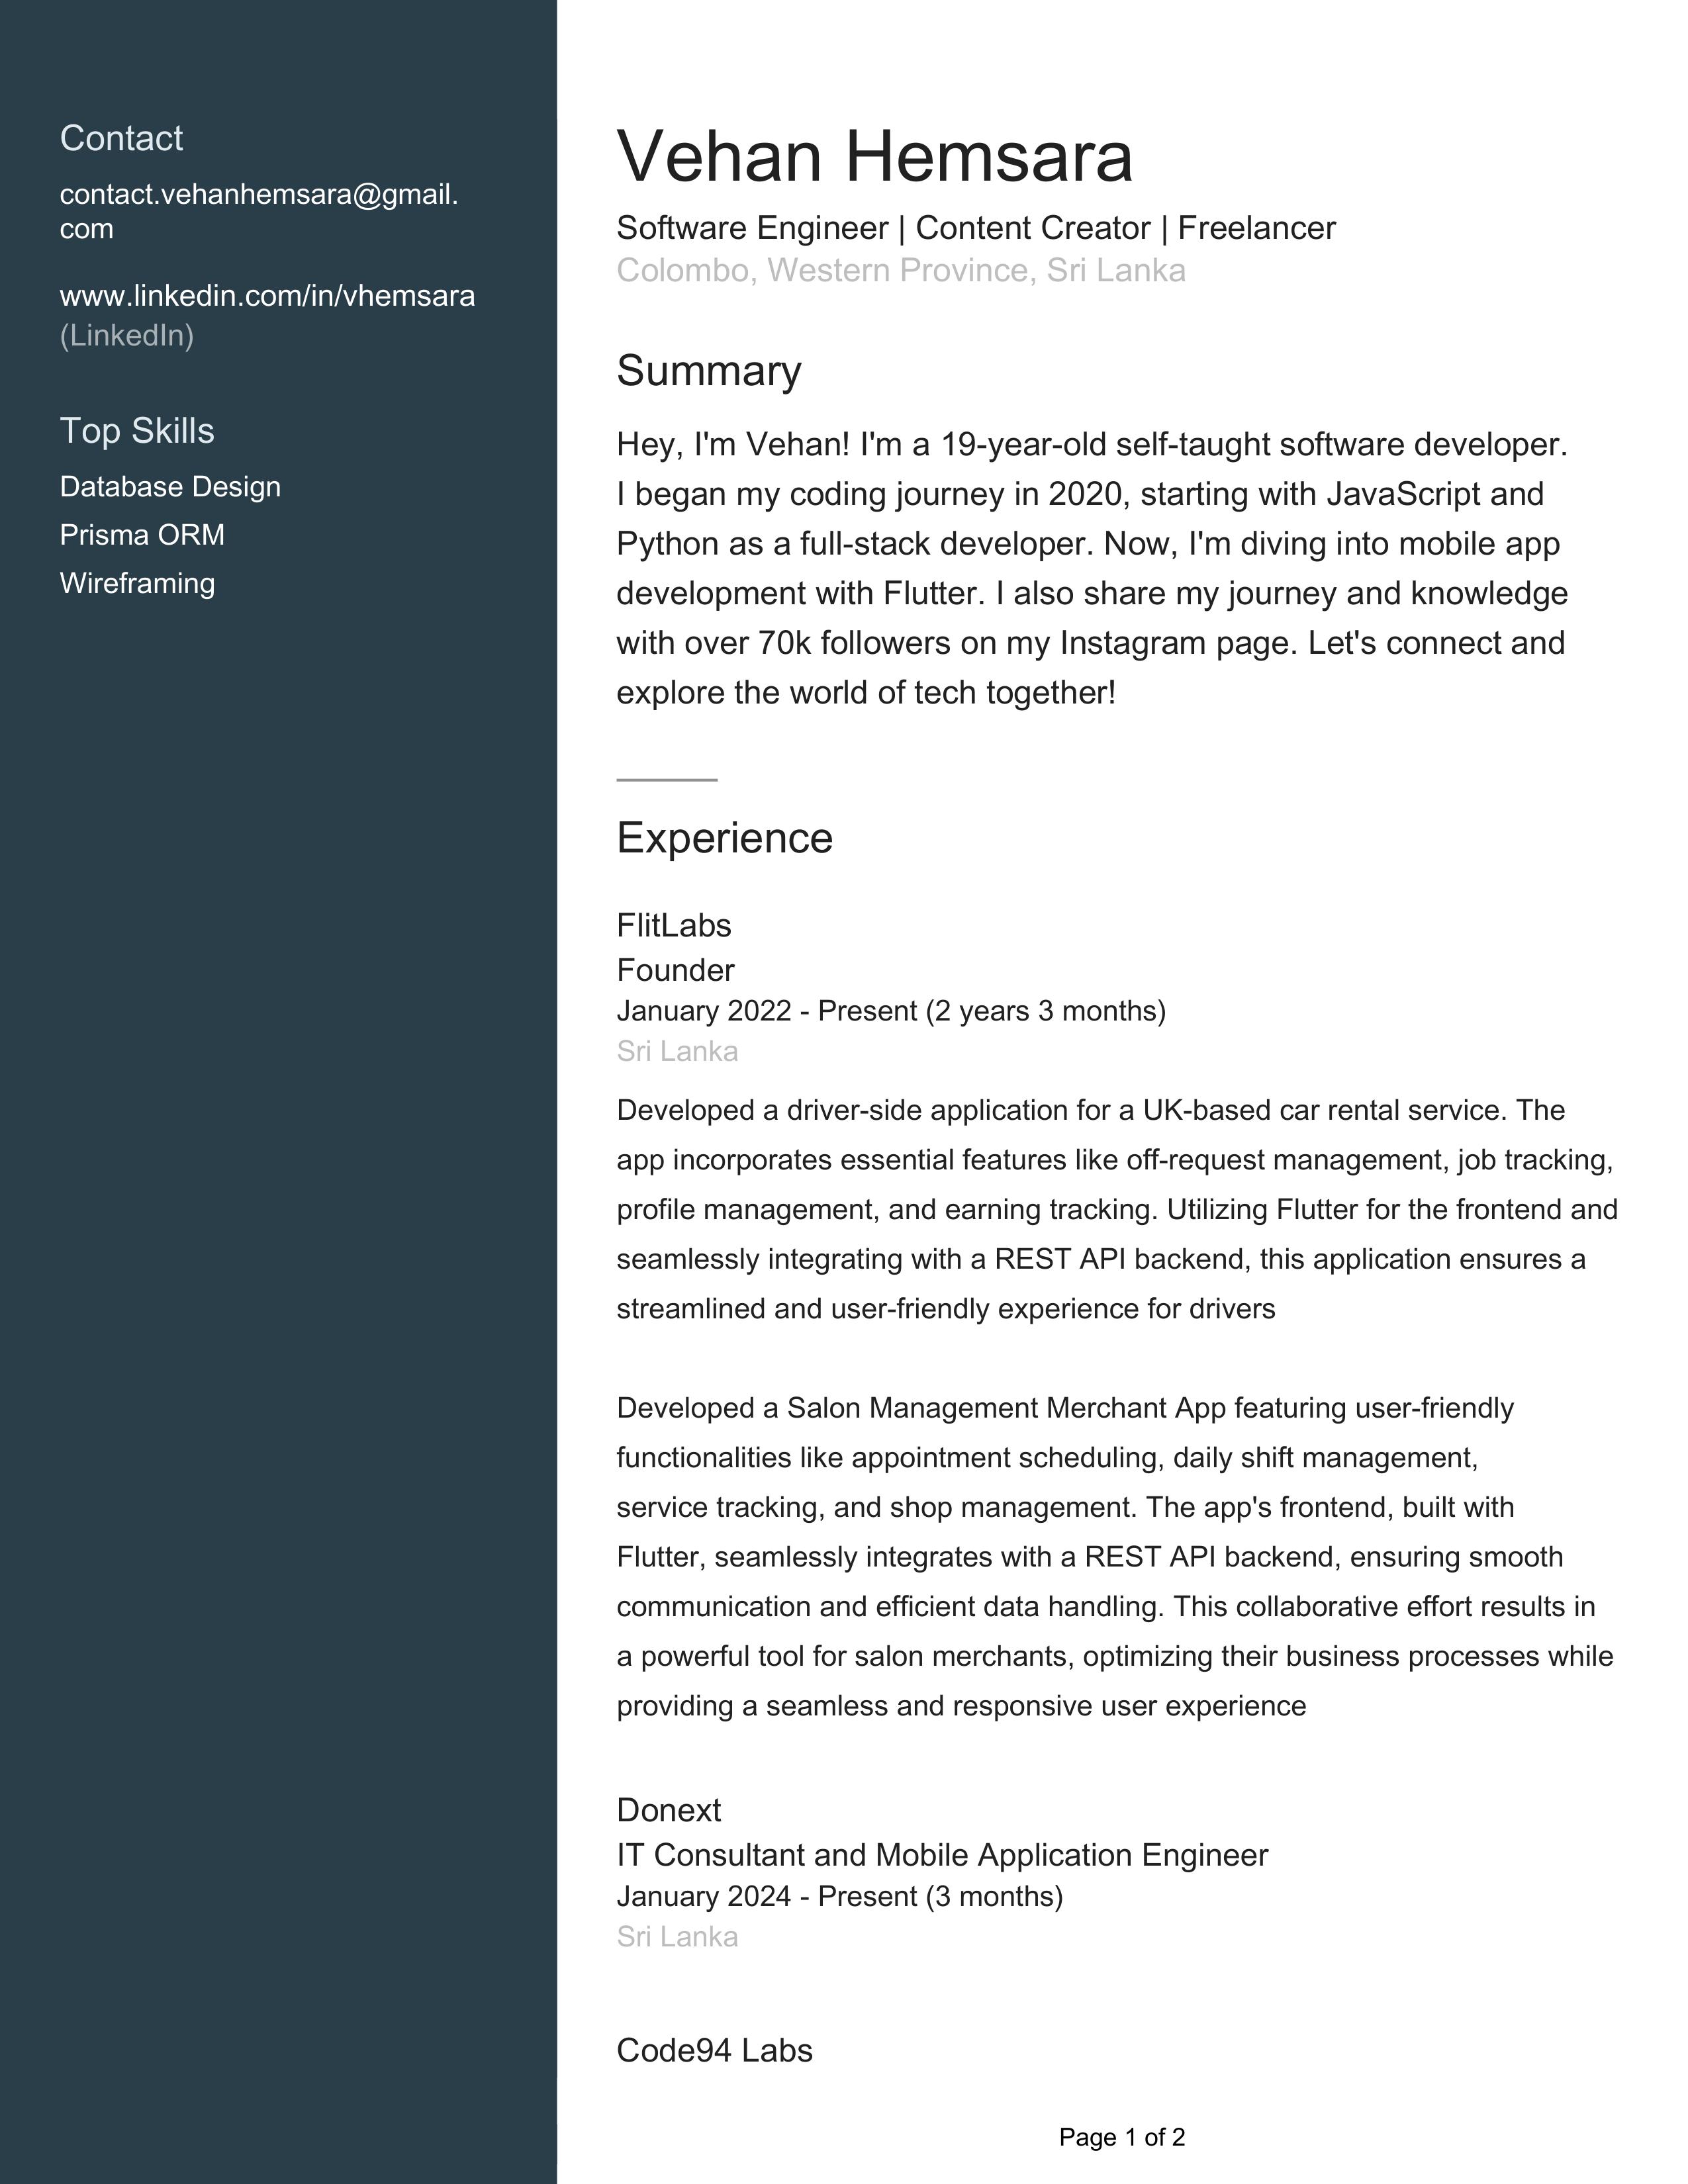 Contact
contact.vehanhemsara@gmail.
com
www.linkedin.com/in/vhemsara
(LinkedIn)
Top Skills
Database Design
Prisma ORM
Wireframing
Vehan Hemsara
Software Engineer | Content Creator | Freelancer
Colombo, Western Province, Sri Lanka
Summary
Hey, I'm Vehan! I'm a 19-year-old self-taught software developer.
I began my coding journey in 2020, starting with JavaScript and
Python as a full-stack developer. Now, I'm diving into mobile app
development with Flutter. I also share my journey and knowledge
with over 70k followers on my Instagram page. Let's connect and
explore the world of tech together!
Experience
FlitLabs
Founder
January 2022 - Present (2 years 3 months)
Sri Lanka
Developed a driver-side application for a UK-based car rental service. The
app incorporates essential features like off-request management, job tracking,
profile management, and earning tracking. Utilizing Flutter for the frontend and
seamlessly integrating with a REST API backend, this application ensures a
streamlined and user-friendly experience for drivers
Developed a Salon Management Merchant App featuring user-friendly
functionalities like appointment scheduling, daily shift management,
service tracking, and shop management. The app's frontend, built with
Flutter, seamlessly integrates with a REST API backend, ensuring smooth
communication and efficient data handling. This collaborative effort results in
a powerful tool for salon merchants, optimizing their business processes while
providing a seamless and responsive user experience
Donext
IT Consultant and Mobile Application Engineer
January 2024 - Present (3 months)
Sri Lanka
Code94 Labs
Page 1 of 2